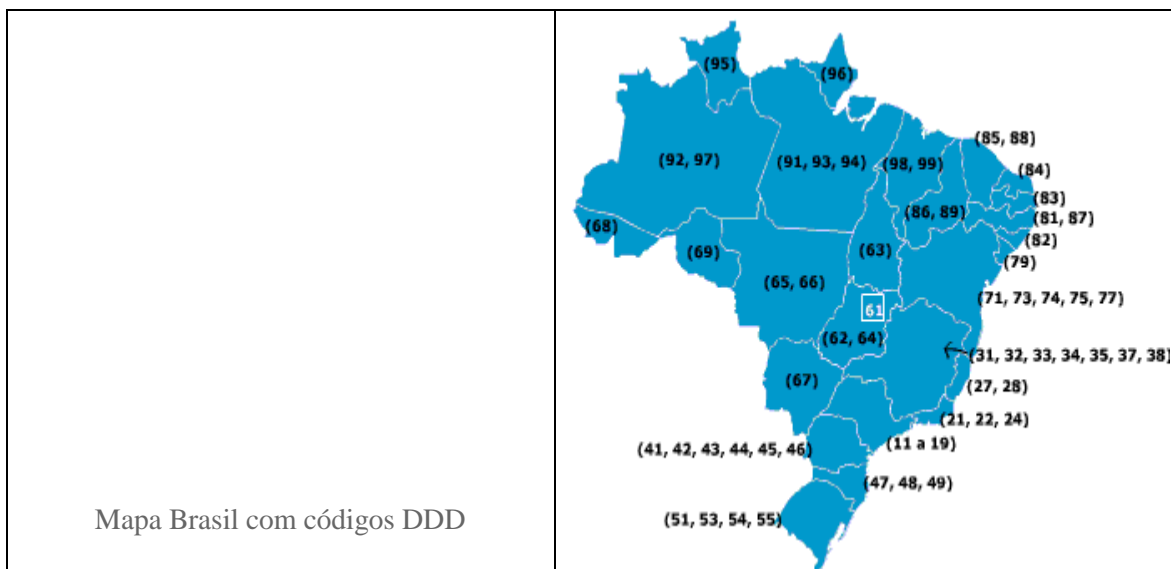 Mapa Brasil com códigos DDD
(95)
(96)
(85, 88)
(92, 97)
(91, 93, 94)
(98, 99)
(84)
(83)
(86, 89)
(81, 87)
(68)
(82)
(69)
(63)
(79)
(65, 66)
(71, 73, 74, 75, 77)
61
(62, 64)
(31, 32, 33, 34, 35, 37, 38)
(67)
(27, 28)
(21, 22, 24)
(41, 42, 43, 44, 45, 46)
(11 a 19)
(47, 48, 49)
(51, 53, 54, 55)